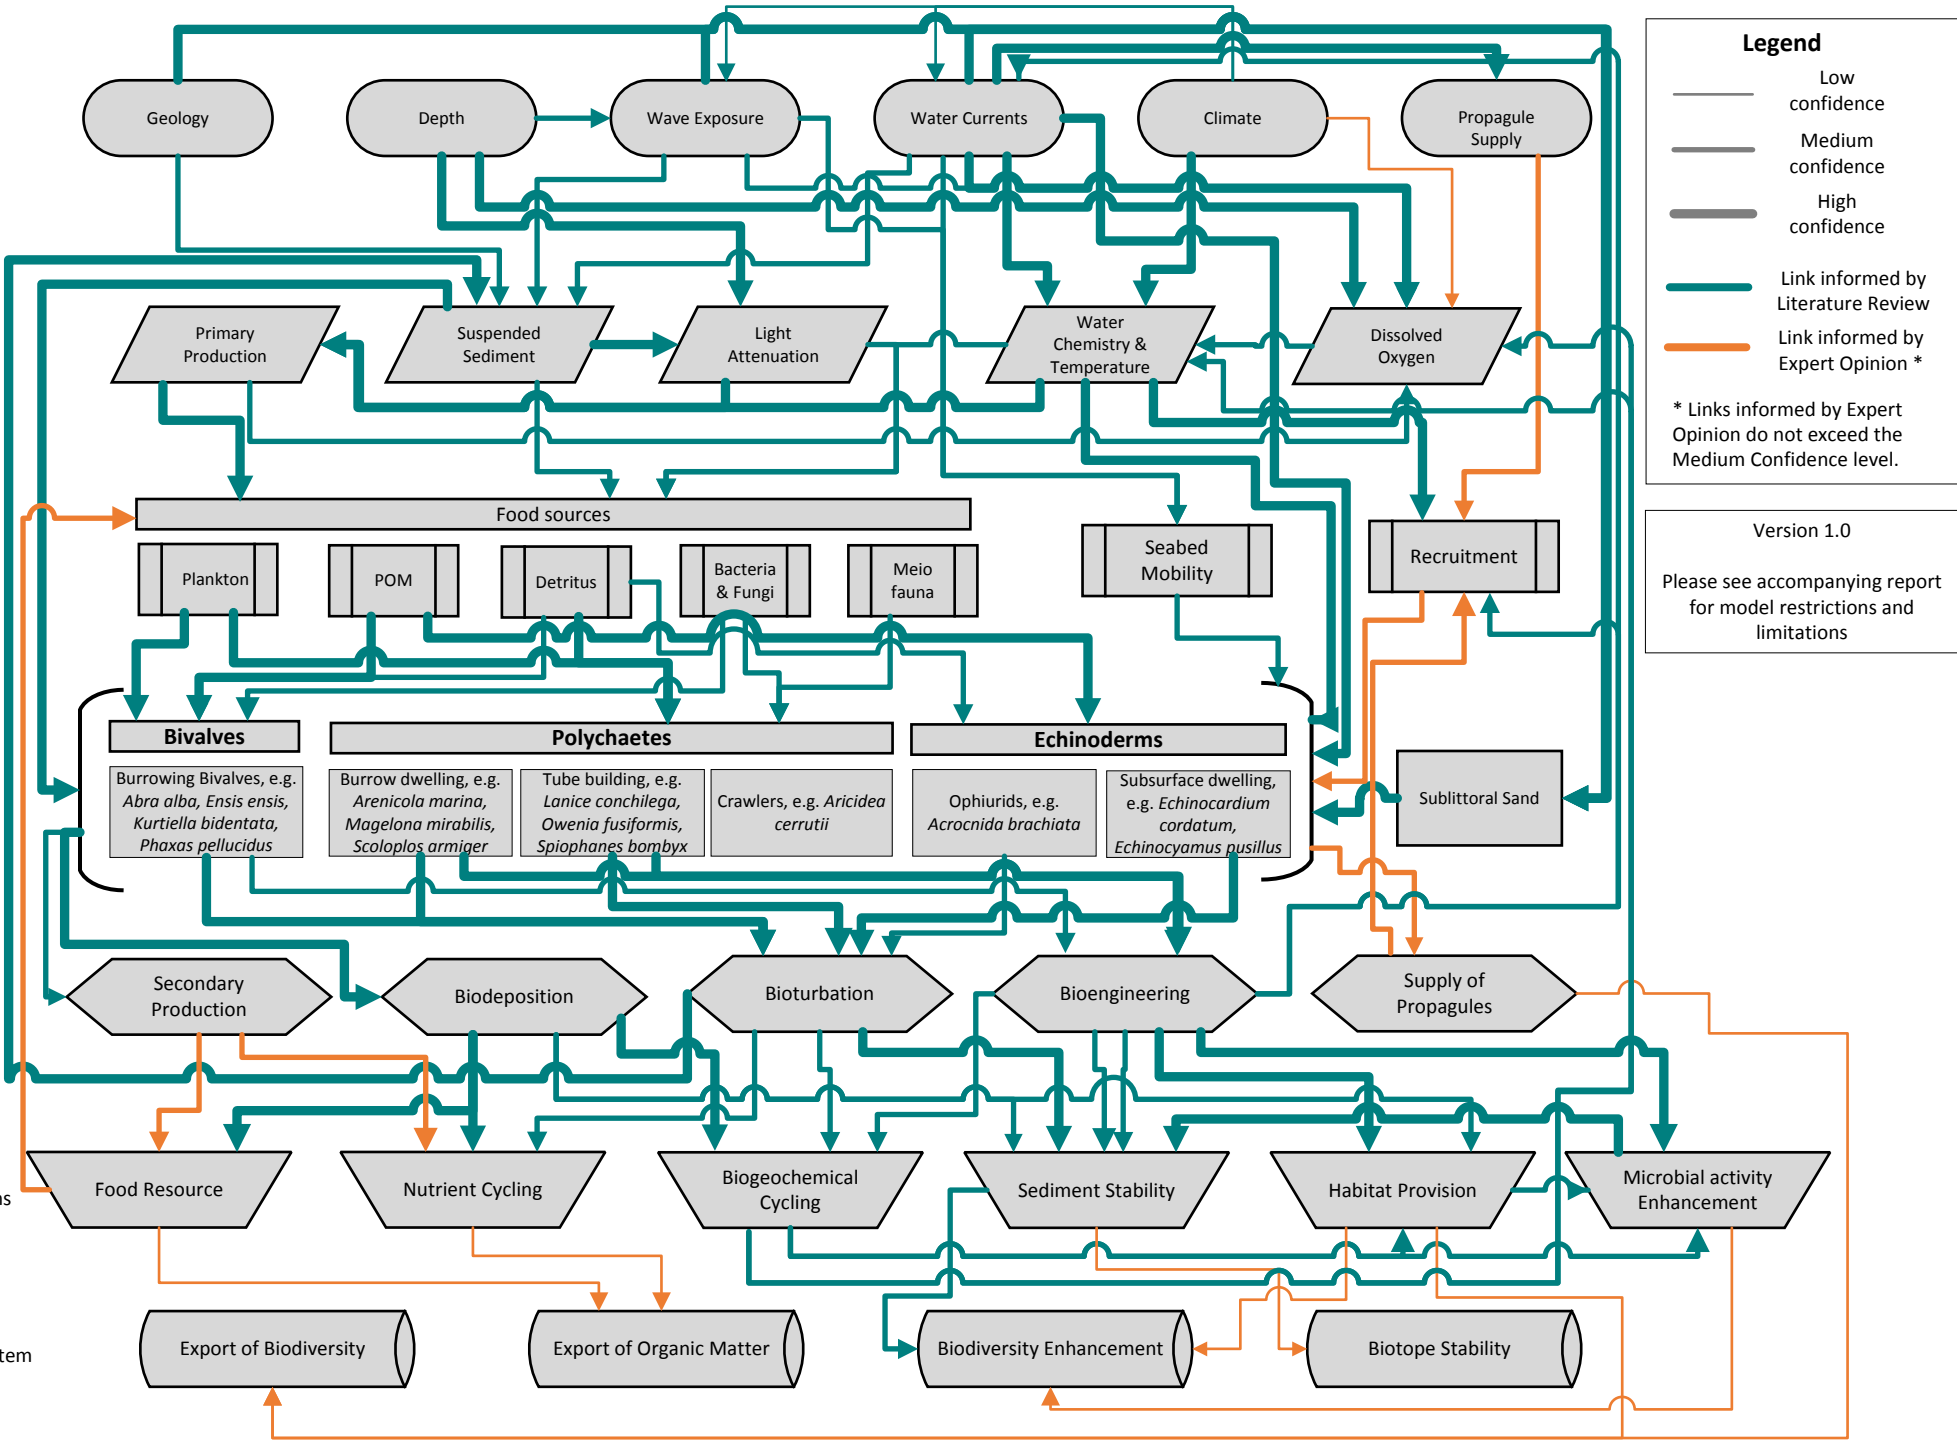 Legend
Low
confidence
Medium
confidence
High
confidence
Link informed by
Literature Review
Link informed by
Expert Opinion *
* Links informed by Expert
Opinion do not exceed the
Medium Confidence level.
Version 1.0
Please see accompanying report
for model restrictions and
limitations
Geology
Depth
Wave Exposure
Water Currents
Climate
Propagule
Supply
Primary
Production
Suspended
Sediment
Light
Attenuation
Water
Chemistry &
Temperature
Dissolved
Oxygen
Food sources
Plankton
POM
Detritus
Bacteria
& Fungi
Meio
fauna
Seabed
Mobility
Recruitment
Bivalves
Polychaetes
Echinoderms
Burrowing Bivalves, e.g.
Abra alba, Ensis ensis,
Kurtiella bidentata,
Phaxas pellucidus
Burrow dwelling, e.g.
Arenicola marina,
Magelona mirabilis,
Scoloplos armiger
Tube building, e.g.
Lanice conchilega,
Owenia fusiformis,
Spiophanes bombyx
Crawlers, e.g. Aricidea
cerrutii
Ophiurids, e.g.
Acrocnida brachiata
Subsurface dwelling,
e.g. Echinocardium
cordatum,
Echinocyamus pusillus
Sublittoral Sand
Secondary
Production
Biodeposition
Bioturbation
Bioengineering
Supply of
Propagules
Food Resource
Nutrient Cycling
Biogeochemical
Cycling
Sediment Stability
Habitat Provision
Microbial activity
Enhancement
Export of Biodiversity
Export of Organic Matter
Biodiversity Enhancement
Biotope Stability